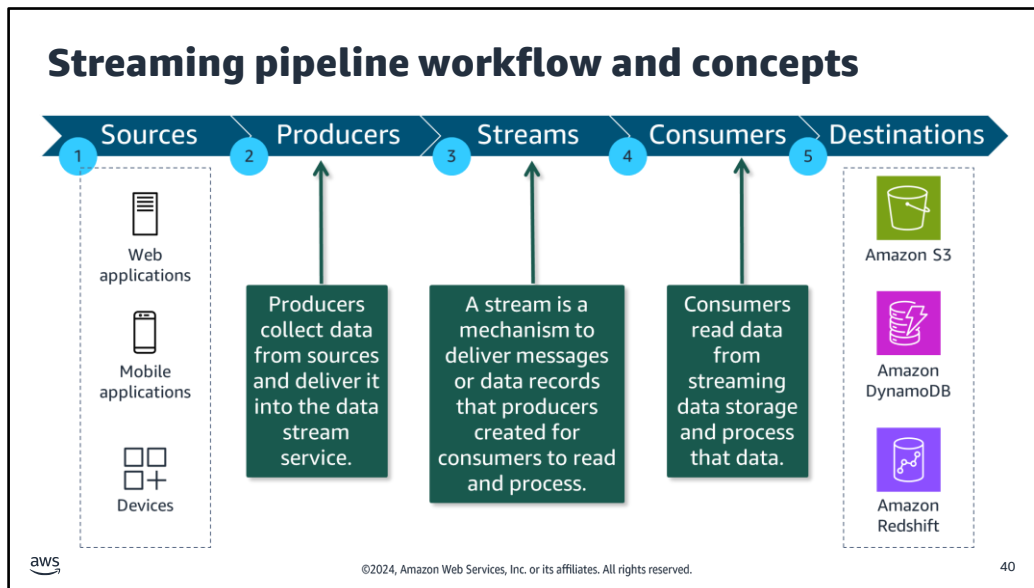 Streaming pipeline workflow and concepts
Sources
Producers
Streams
Consumers
Destinations
1
2
3
4
5
Web
applications
Mobile
applications
Devices
Producers
collect data
from sources
and deliver it
into the data
stream
service.
A stream is a
mechanism to
deliver messages
or data records
that producers
created for
consumers to read
and process.
Consumers
read data
from
streaming
data storage
and process
that data.
Amazon S3
Amazon
DynamoDB
Amazon
Redshift
aws
©2024, Amazon Web Services, Inc. or its affiliates. All rights reserved.
40